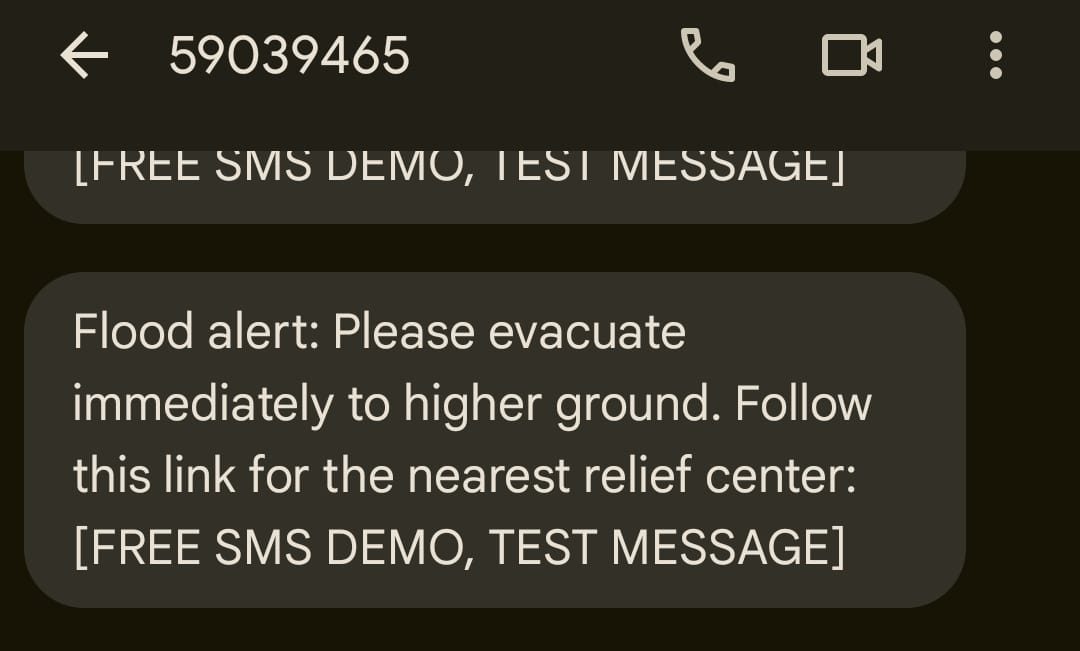 59039465
[FREE SMS DEMO, TEST MESSAGE]
Flood alert: Please evacuate
immediately to higher ground. Follow
this link for the nearest relief center:
[FREE SMS DEMO, TEST MESSAGE]